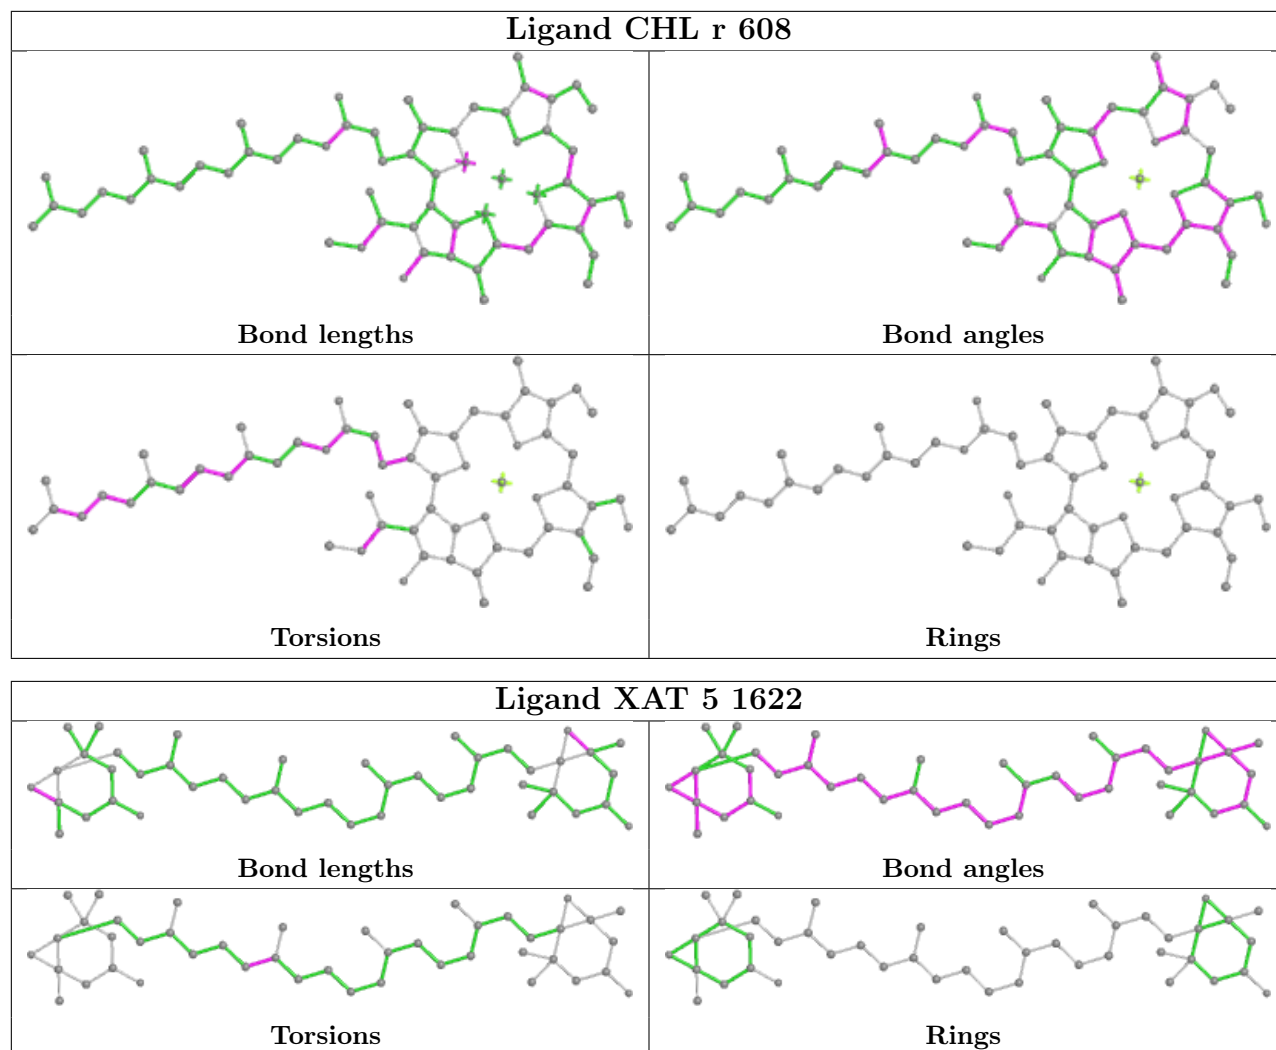 Ligand CHL r 608
Bond lengths
Bond angles
Torsions
Rings
Ligand XAT 5 1622
Bond lengths
Bond angles
Torsions
Rings